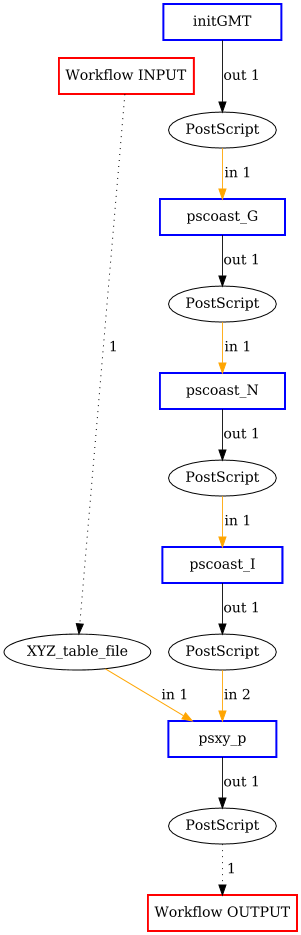 initGMT
Workflow INPUT
out 1
PostScript
in 1
pscoast_G
out 1
PostScript
1
in 1
pscoast_N
out 1
PostScript
in 1
pscoast_I
out 1
XYZ_table_file
PostScript
in 1
in 2
psxy_p
out 1
PostScript
1
Workflow OUTPUT